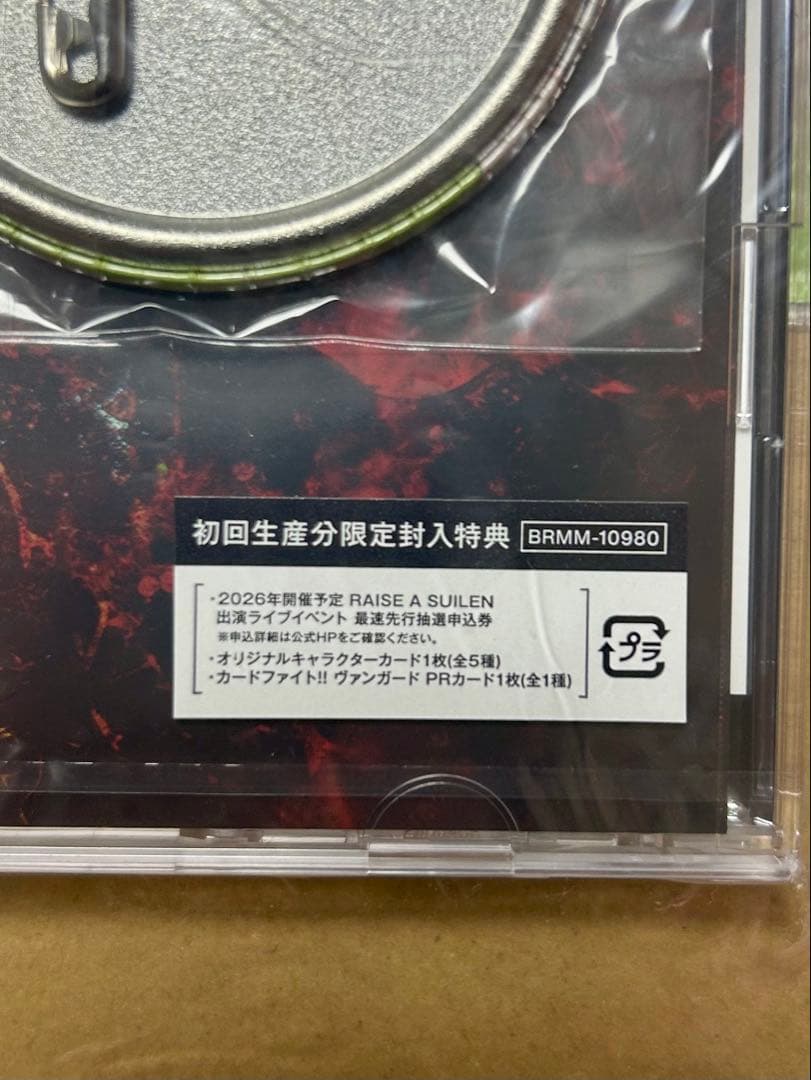 初回生産分限定封入特典 BRMM-10980
・2026年開催予定 RAISE A SUILEN
出演ライブイベント 最速先行抽選申込券
※申込詳細は公式HPをご確認ください。
・オリジナルキャラクターカード1枚(全5種)
・カードファイト!! ヴァンガード PRカード1枚(全1種)
プラ